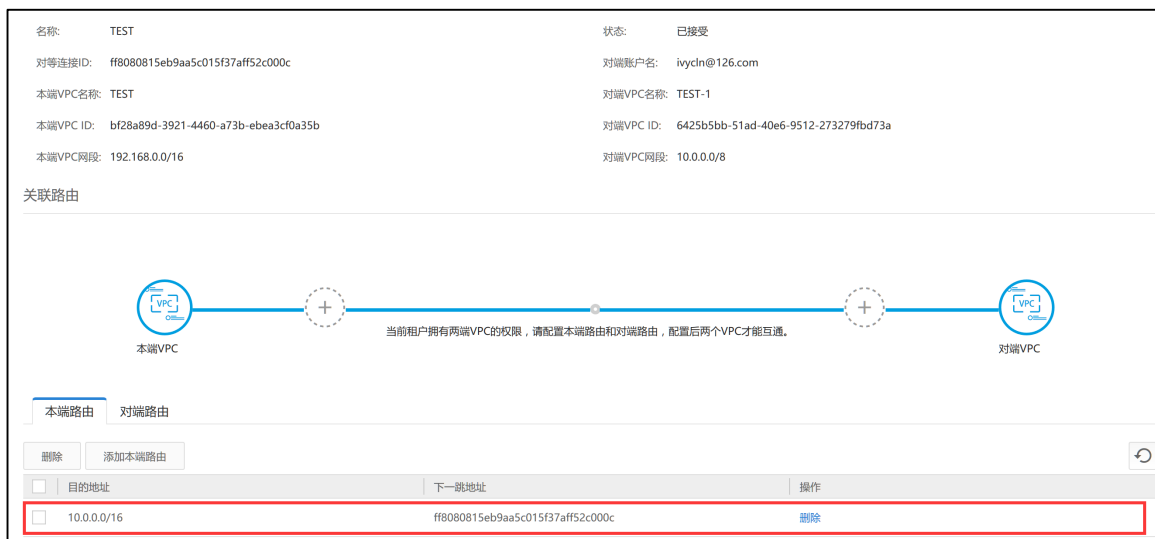 名称: TEST 状态: 已接受
对等连接ID: ff8080815eb9aa5c015f37aff52c000c 对端账户名: ivycln@126.com
本端VPC名称: TEST 对端VPC名称: TEST-1
本端VPC ID: bf28a89d-3921-4460-a73b-ebea3cf0a35b 对端VPC ID: 6425b5bb-51ad-40e6-9512-273279fbd73a
本端VPC网段: 192.168.0.0/16 对端VPC网段: 10.0.0.0/8
关联路由
VPC VPC
当前租户拥有两端VPC的权限，请配置本端路由和对端路由，配置后两个VPC才能互通。
本端VPC 对端VPC
本端路由 对端路由
删除 添加本端路由
目的地址 下一跳地址 操作
10.0.0.0/16 ff8080815eb9aa5c015f37aff52c000c 删除